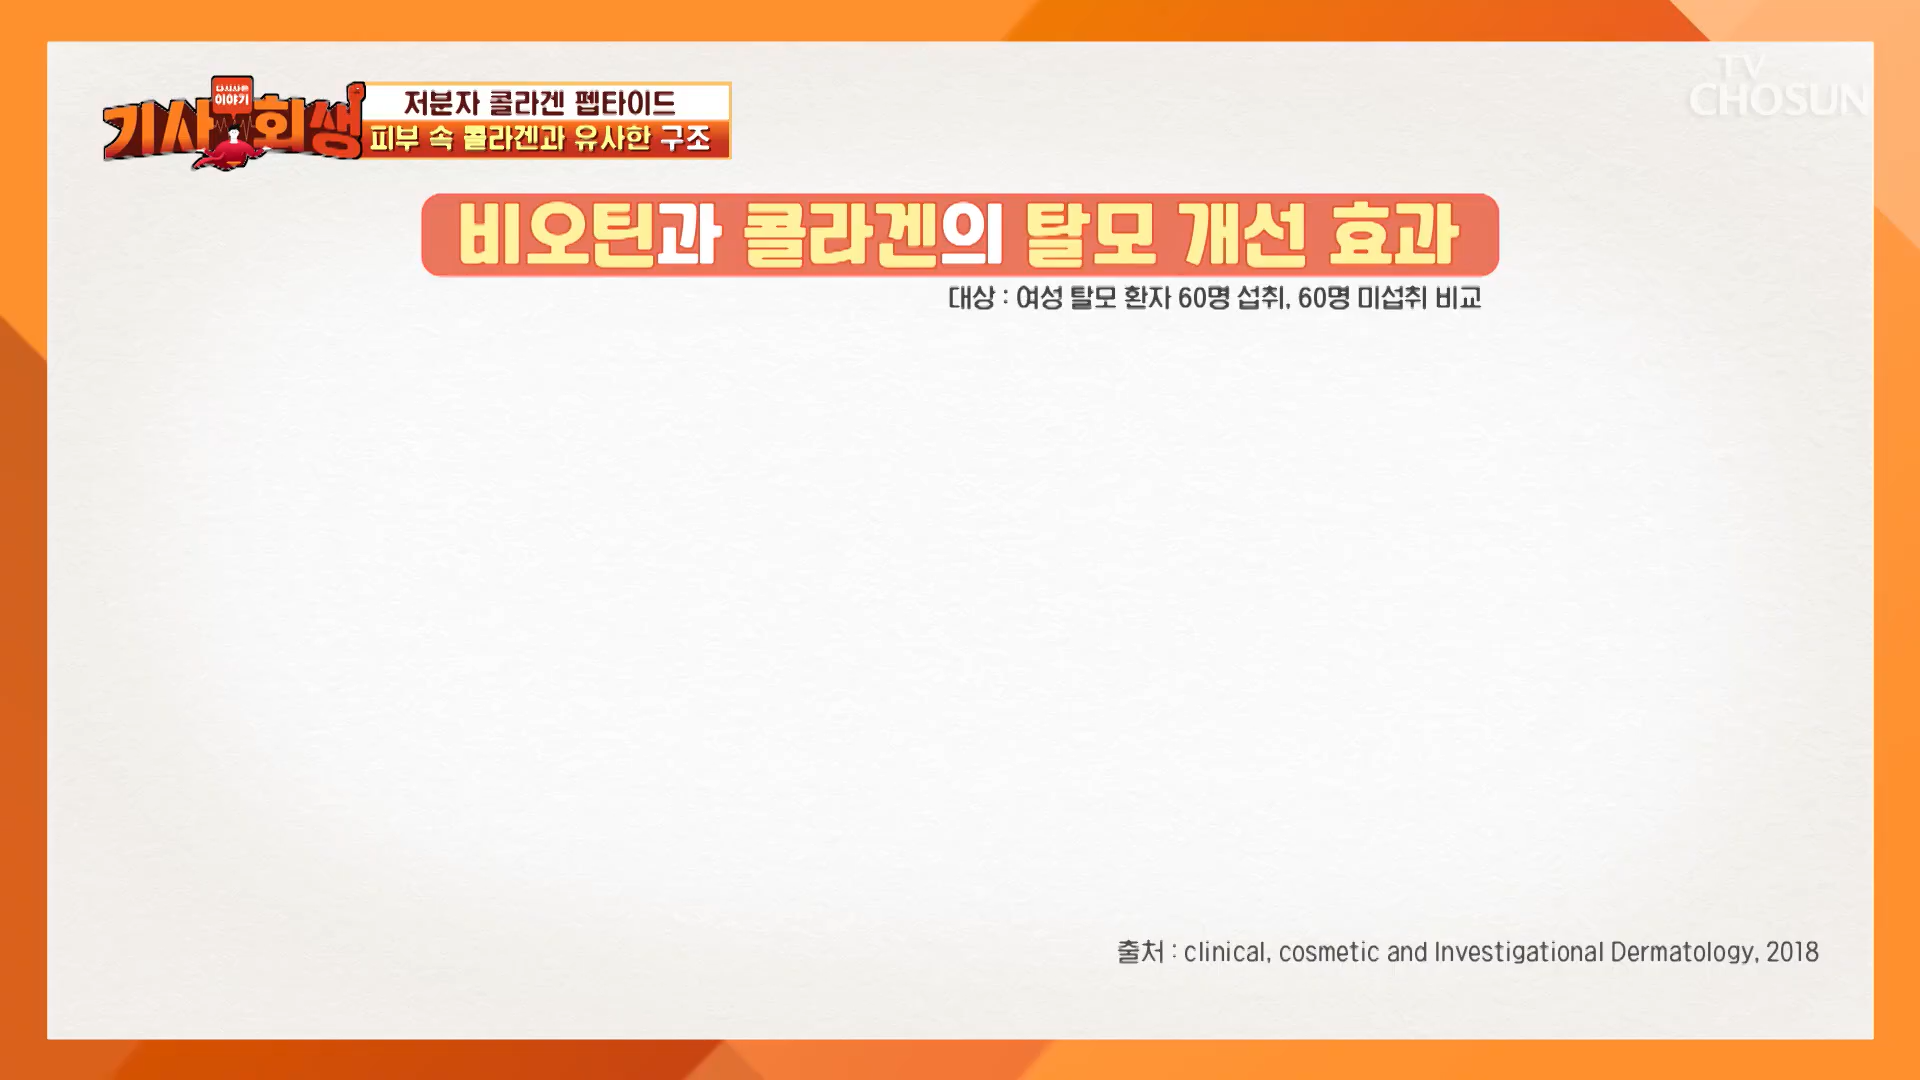 기사회생
이야기
저분자 콜라겐 펩타이드
피부 속 콜라겐과 유사한 구조
TV
CHOSUN
비오틴과 콜라겐의 탈모 개선 효과
대상 : 여성 탈모 환자 60명 섭취, 60명 미섭취 비교
출처 : clinical, cosmetic and Investigational Dermatology, 2018